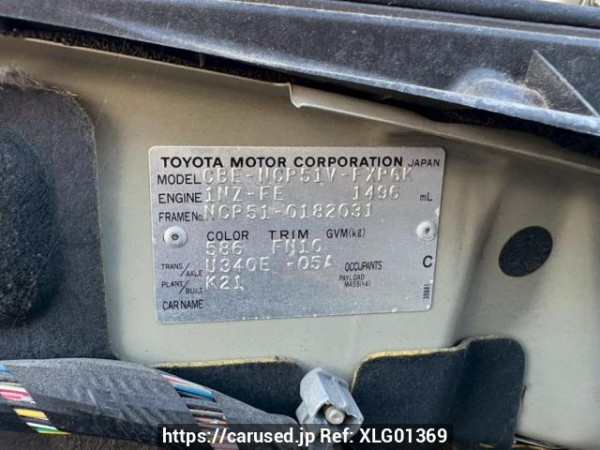 TOYOTA MOTOR CORPORATION JAPAN
MODEL CBE-NCP51V-EXPGK
ENGINE 1NZ-FE 1496 mL
FRAME No. NCP51-0182031
COLOR TRIM GVM(kg)
586 FN10
TRANS./AXLE U340E -05A OCCUPANTS C
PLANT/BUILT K21 PAYLOAD MASS(kg)
CAR NAME
https://carused.jp Ref: XLG01369